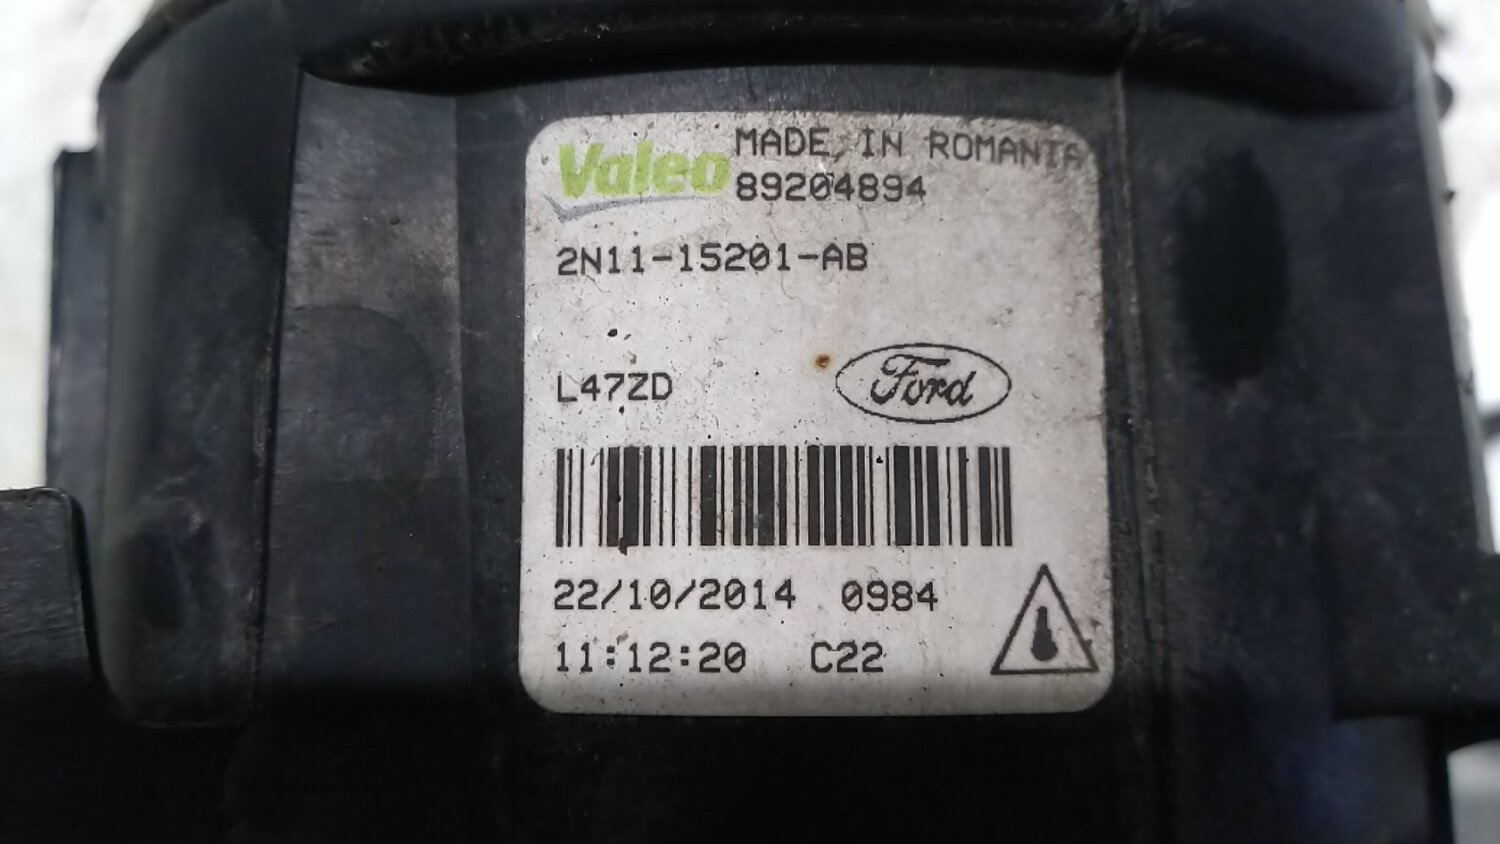 Valeo MADE IN ROMANIA
89204894
2N11-15201-AB
L47ZD Ford
22/10/2014 0984
11:12:20 C22